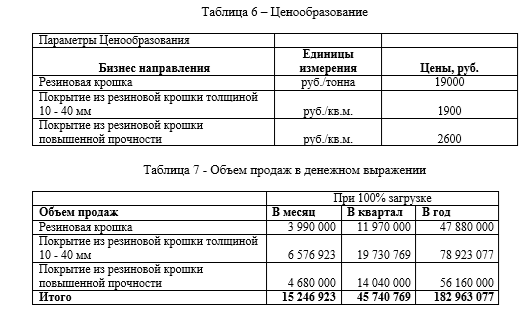 Таблица 6 – Ценообразование
Параметры Ценообразования
Бизнес направления Единицы измерения Цены, руб.
Резиновая крошка руб./тонна 19000
Покрытие из резиновой крошки толщиной
10 - 40 мм руб./кв.м. 1900
Покрытие из резиновой крошки
повышенной прочности руб./кв.м. 2600
Таблица 7 - Объем продаж в денежном выражении
При 100% загрузке
Объем продаж В месяц В квартал В год
Резиновая крошка 3 990 000 11 970 000 47 880 000
Покрытие из резиновой крошки толщиной
10 - 40 мм 6 576 923 19 730 769 78 923 077
Покрытие из резиновой крошки
повышенной прочности 4 680 000 14 040 000 56 160 000
Итого 15 246 923 45 740 769 182 963 077